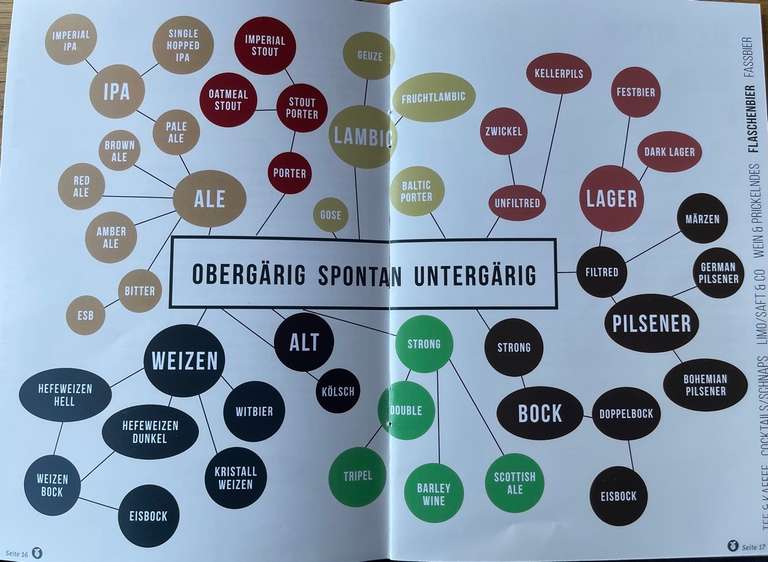 IMPERIAL
IPA
SINGLE
HOPPED
IPA
IPA
PALE
ALE
BROWN
ALE
RED
ALE
ALE
AMBER
ALE
BITTER
ESB
IMPERIAL
STOUT
OATMEAL
STOUT
STOUT
PORTER
PORTER
GEUZE
FRUCHTLAMBIC
LAMBIC
GOSE
BALTIC
PORTER
KELLERPILS
ZWICKEL
UNFILTRED
FESTBIER
DARK LAGER
LAGER
MÄRZEN
FILTRED
GERMAN
PILSENER
PILSENER
BOHEMIAN
PILSENER
OBERGÄRIG SPONTAN UNTERGÄRIG
WEIZEN
HEFEWEIZEN
HELL
HEFEWEIZEN
DUNKEL
WITBIER
KRISTALL
WEIZEN
WEIZEN
BOCK
EISBOCK
ALT
KÖLSCH
STRONG
DOUBLE
TRIPEL
BARLEY
WINE
SCOTTISH
ALE
STRONG
BOCK
DOPPELBOCK
EISBOCK
TEE & KAFFEE COCKTAILS/SCHNAPS LIMO/SAFT & CO WEIN & PRICKELNDES FLASCHENBIER FASSBIER
Seite 16
Seite 17